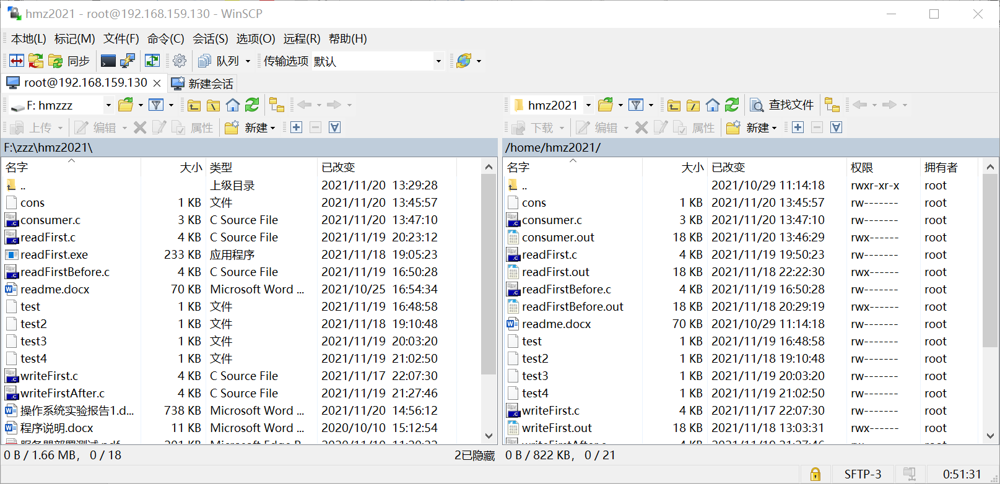 hmz2021 - root@192.168.159.130 - WinSCP
本地(L) 标记(M) 文件(F) 命令(C) 会话(S) 选项(O) 远程(R) 帮助(H)
同步 队列 传输选项 默认
root@192.168.159.130 新建会话
F: hmzzz
上传 编辑 属性 新建
F:\zzz\hmz2021\
名字 大小 类型 已改变
.. 上级目录 2021/11/20 13:29:28
cons 1 KB 文件 2021/11/20 13:45:57
consumer.c 3 KB C Source File 2021/11/20 13:47:10
readFirst.c 4 KB C Source File 2021/11/19 20:23:12
readFirst.exe 233 KB 应用程序 2021/11/18 19:05:23
readFirstBefore.c 4 KB C Source File 2021/11/19 16:50:28
readme.docx 70 KB Microsoft Word ... 2021/10/25 16:54:34
test 1 KB 文件 2021/11/19 16:48:58
test2 1 KB 文件 2021/11/18 19:10:48
test3 1 KB 文件 2021/11/19 20:03:20
test4 1 KB 文件 2021/11/19 21:02:50
writeFirst.c 4 KB C Source File 2021/11/17 22:07:30
writeFirstAfter.c 4 KB C Source File 2021/11/19 21:27:46
操作系统实验报告1.d... 738 KB Microsoft Word ... 2021/11/20 14:56:12
程序说明.docx 11 KB Microsoft Word ... 2020/10/10 15:12:54
0 B / 1.66 MB, 0 / 18 2已隐藏
hmz2021 查找文件
下载 编辑 属性 新建
/home/hmz2021/
名字 大小 已改变 权限 拥有者
.. 2021/10/29 11:14:18 rwxr-xr-x root
cons 1 KB 2021/11/20 13:45:57 rw------- root
consumer.c 3 KB 2021/11/20 13:47:10 rw------- root
consumer.out 18 KB 2021/11/20 13:46:29 rwx------ root
readFirst.c 4 KB 2021/11/19 19:50:23 rw------- root
readFirst.out 18 KB 2021/11/18 22:22:30 rwx------ root
readFirstBefore.c 4 KB 2021/11/19 16:50:28 rw------- root
readFirstBefore.out 18 KB 2021/11/18 20:29:19 rwx------ root
readme.docx 70 KB 2021/10/29 11:14:18 rw------- root
test 1 KB 2021/11/19 16:48:58 rw------- root
test2 1 KB 2021/11/18 19:10:48 rw------- root
test3 1 KB 2021/11/19 20:03:20 rw------- root
test4 1 KB 2021/11/19 21:02:50 rw------- root
writeFirst.c 4 KB 2021/11/17 22:07:30 rw------- root
writeFirst.out 18 KB 2021/11/18 13:03:31 rwx------ root
0 B / 822 KB, 0 / 21
SFTP-3 0:51:31